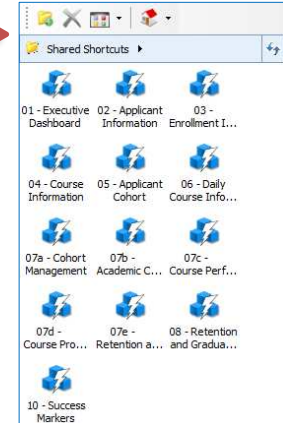 Shared Shortcuts
01 - Executive Dashboard
02 - Applicant Information
03 - Enrollment I...
04 - Course Information
05 - Applicant Cohort
06 - Daily Course Info...
07a - Cohort Management
07b - Academic C...
07c - Course Perf...
07d - Course Pro...
07e - Retention a...
08 - Retention and Gradua...
10 - Success Markers